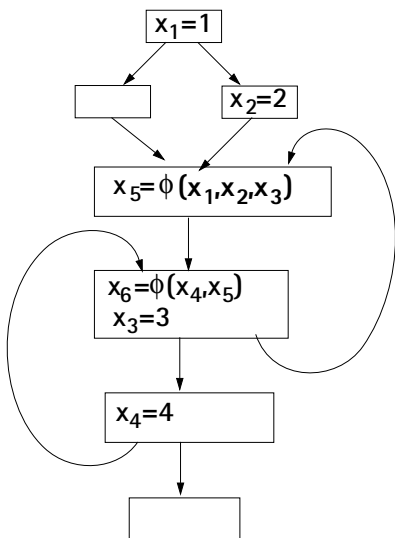 x₁=1
x₂=2
x₅=ϕ(x₁,x₂,x₃)
x₆=ϕ(x₄,x₅)
x₃=3
x₄=4